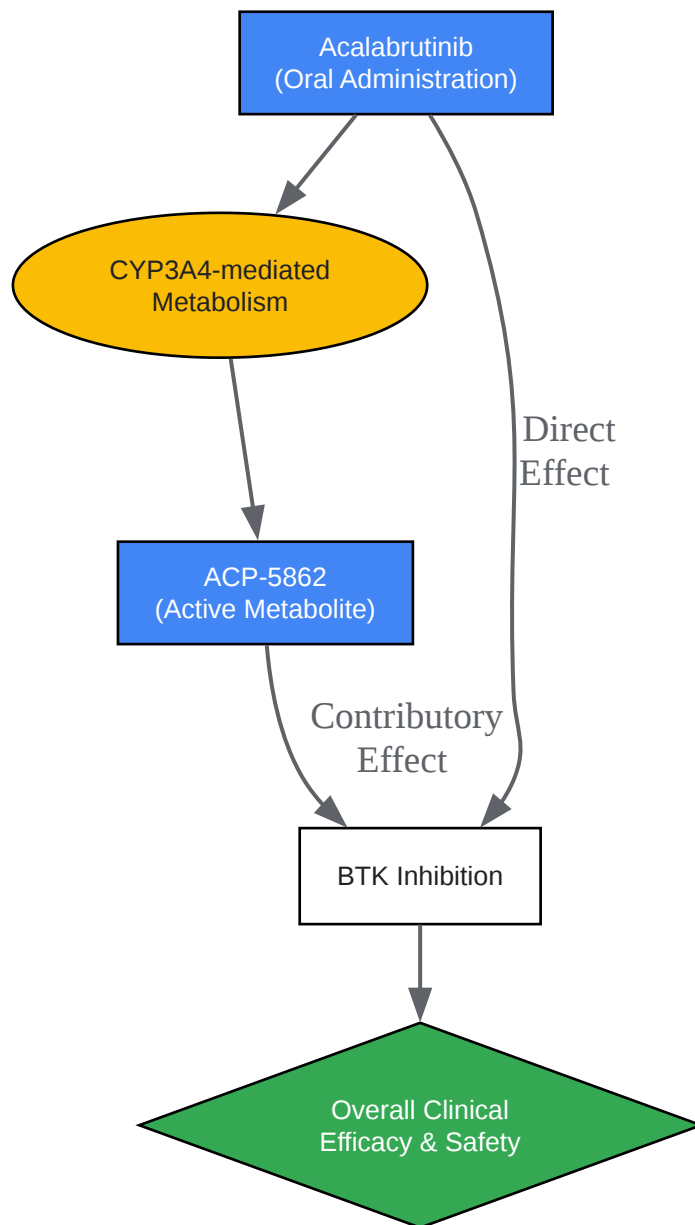 Acalabrutinib
(Oral Administration)
CYP3A4-mediated
Metabolism
Direct
Effect
ACP-5862
(Active Metabolite)
Contributory
Effect
BTK Inhibition
Overall Clinical
Efficacy & Safety